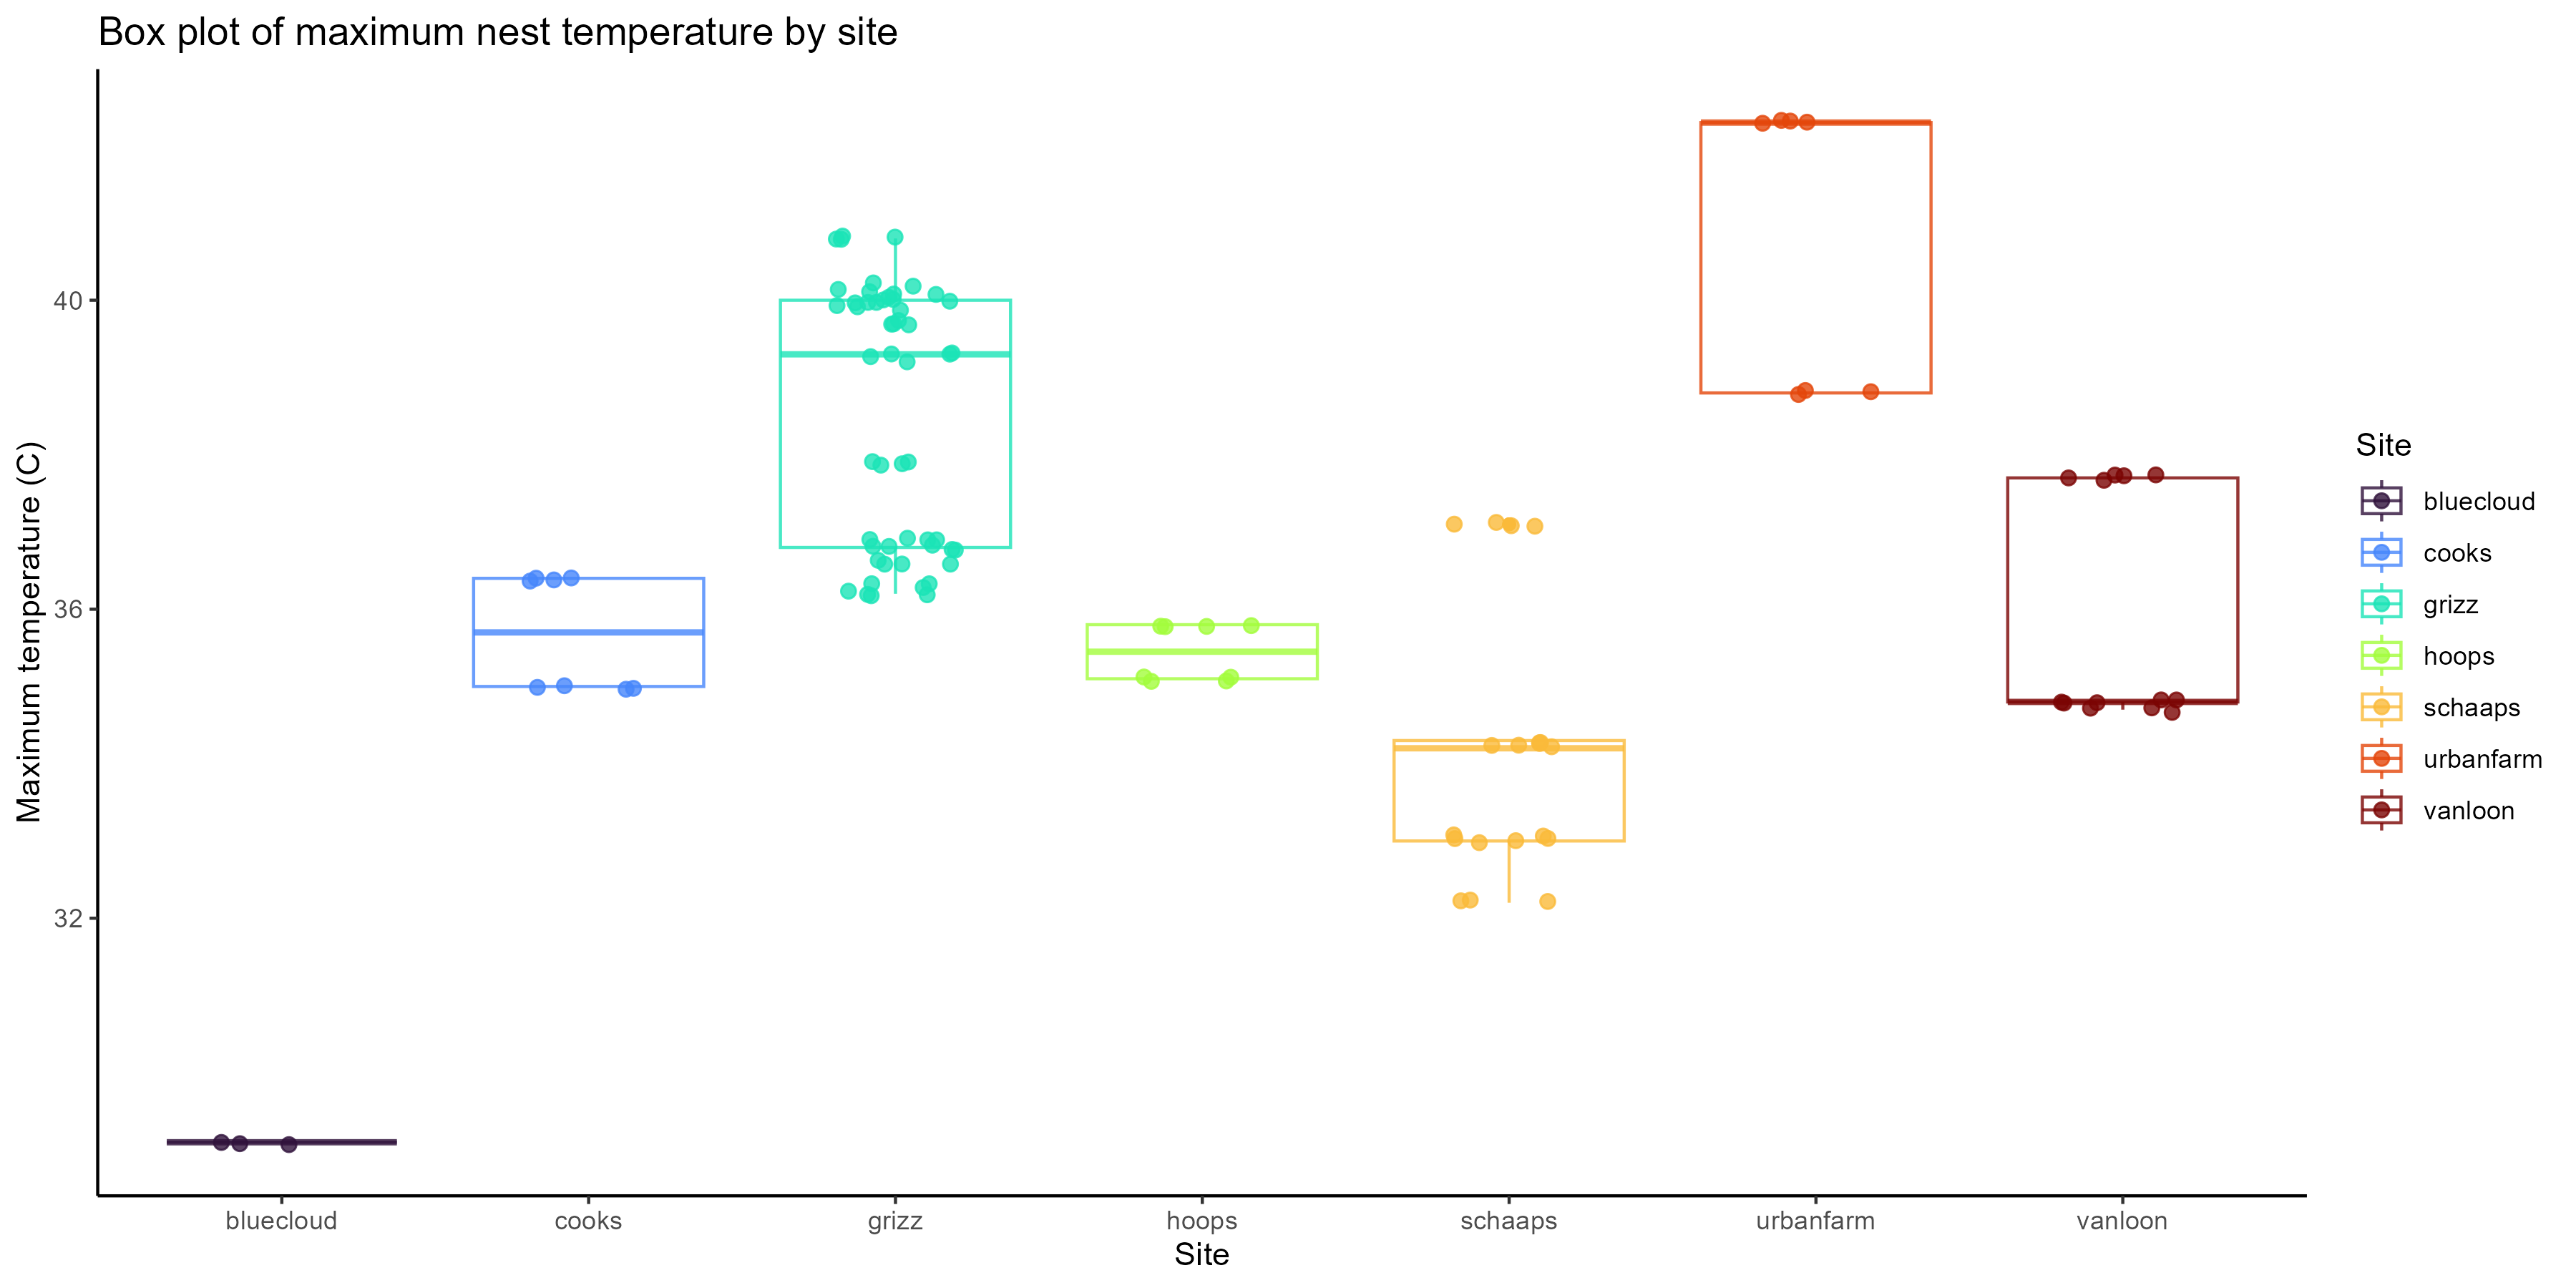 Box plot of maximum nest temperature by site
Maximum temperature (C)
40
36
32
bluecloud
cooks
grizz
hoops
schaaps
urbanfarm
vanloon
Site
Site
bluecloud
cooks
grizz
hoops
schaaps
urbanfarm
vanloon